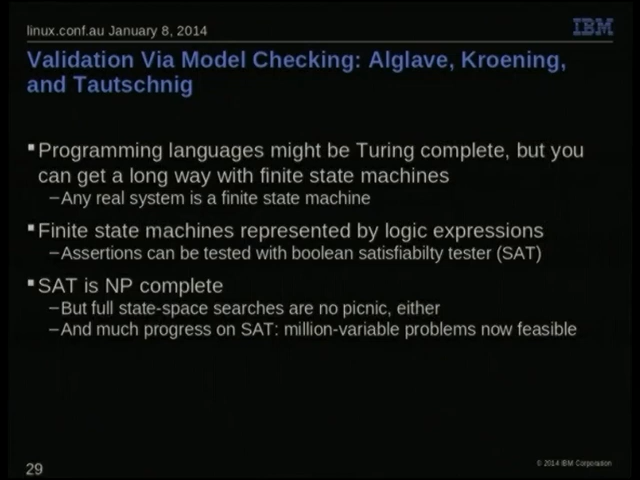 linux.conf.au January 8, 2014
IBM
Validation Via Model Checking: Alglave, Kroening,
and Tautschnig
▪Programming languages might be Turing complete, but you
can get a long way with finite state machines
–Any real system is a finite state machine
▪Finite state machines represented by logic expressions
–Assertions can be tested with boolean satisfiabilty tester (SAT)
▪SAT is NP complete
–But full state-space searches are no picnic, either
–And much progress on SAT: million-variable problems now feasible
29
© 2014 IBM Corporation